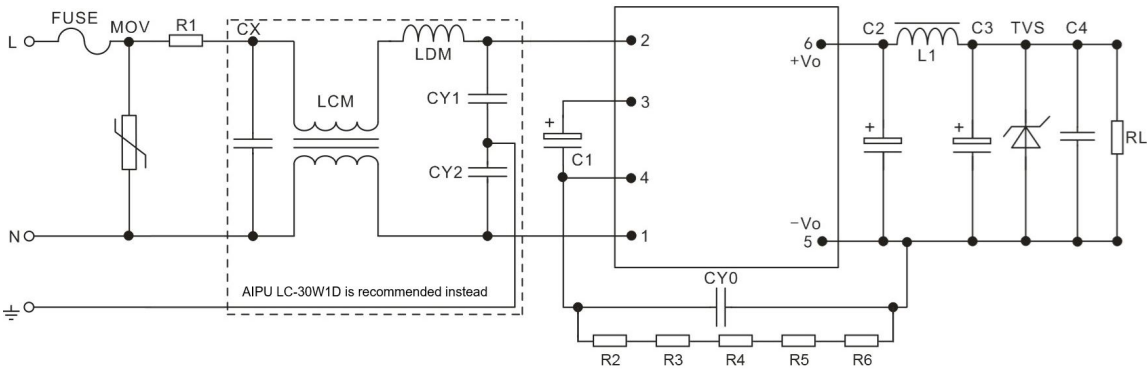 FUSE
MOV
R1
CX
LDM
LCM
CY1
CY2
L
N
AIPU LC-30W1D is recommended instead
2
3
4
1
+
C1
6
+Vo
−Vo
5
C2
L1
C3
TVS
C4
+
+
RL
CY0
R2 R3 R4 R5 R6